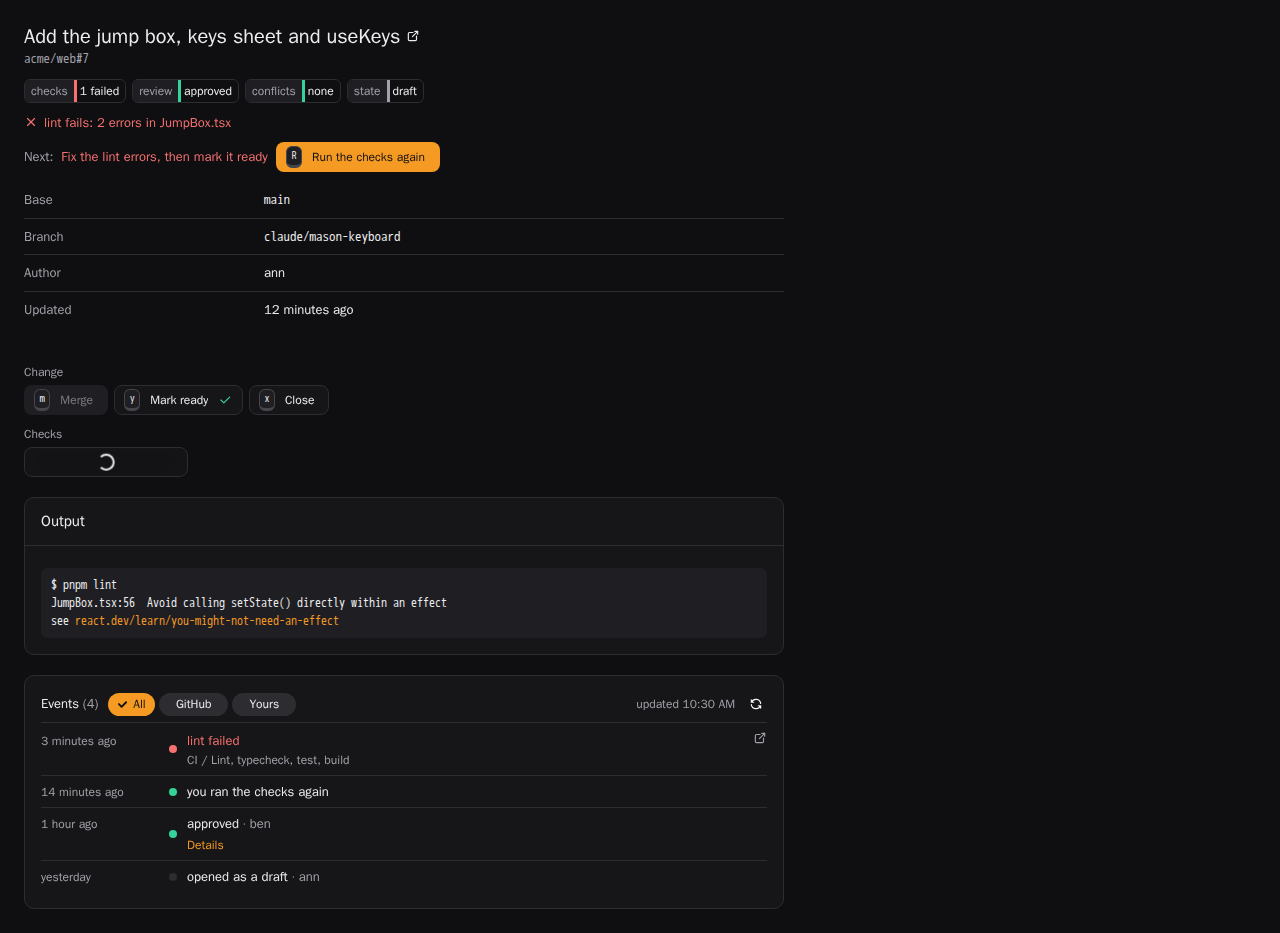 Add the jump box, keys sheet and useKeys
acme/web#7
checks 1 failed review approved conflicts none state draft
lint fails: 2 errors in JumpBox.tsx
Next: Fix the lint errors, then mark it ready R Run the checks again
Base main
Branch claude/mason-keyboard
Author ann
Updated 12 minutes ago
Change
m Merge y Mark ready x Close
Checks
Output
$ pnpm lint
JumpBox.tsx:56 Avoid calling setState() directly within an effect
see react.dev/learn/you-might-not-need-an-effect
Events (4) All GitHub Yours updated 10:30 AM
3 minutes ago lint failed
CI / Lint, typecheck, test, build
14 minutes ago you ran the checks again
1 hour ago approved · ben
Details
yesterday opened as a draft · ann